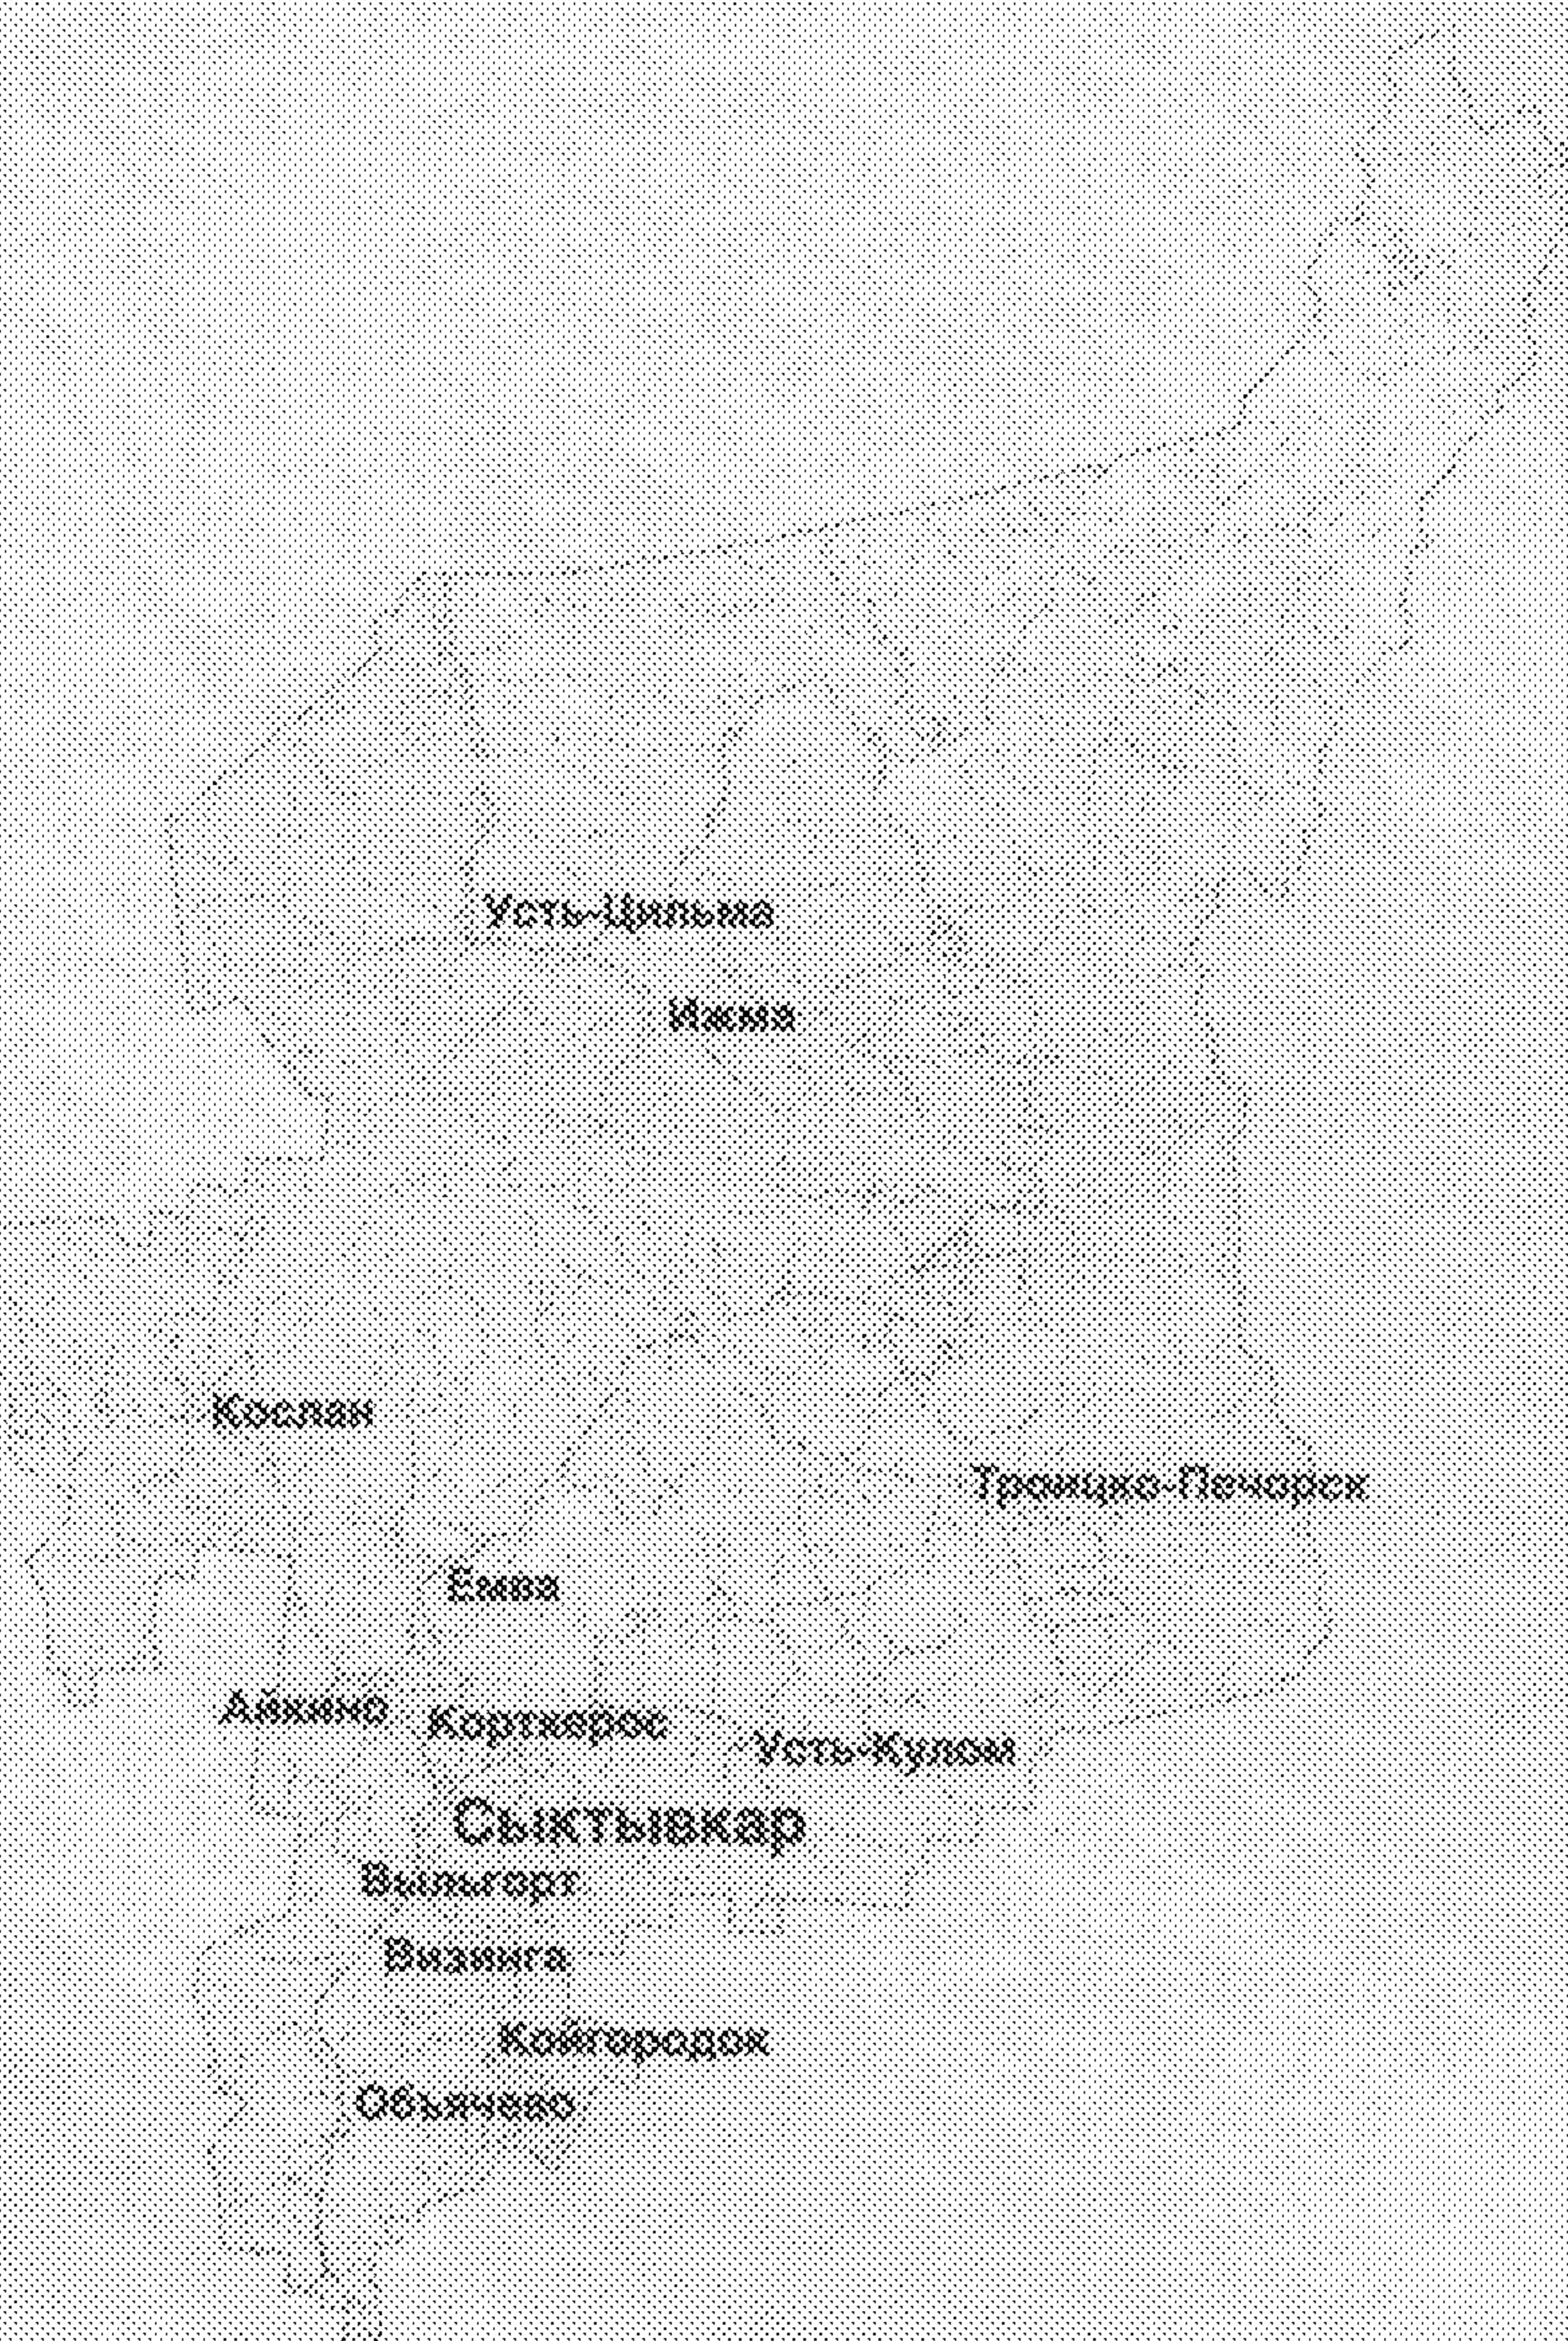 Усть-Цильма
Ижма
Кослан
Троицко-Печорск
Емва
Айкино
Корткерос
Усть-Кулом
Сыктывкар
Выльгорт
Визинга
Койгородок
Объячево